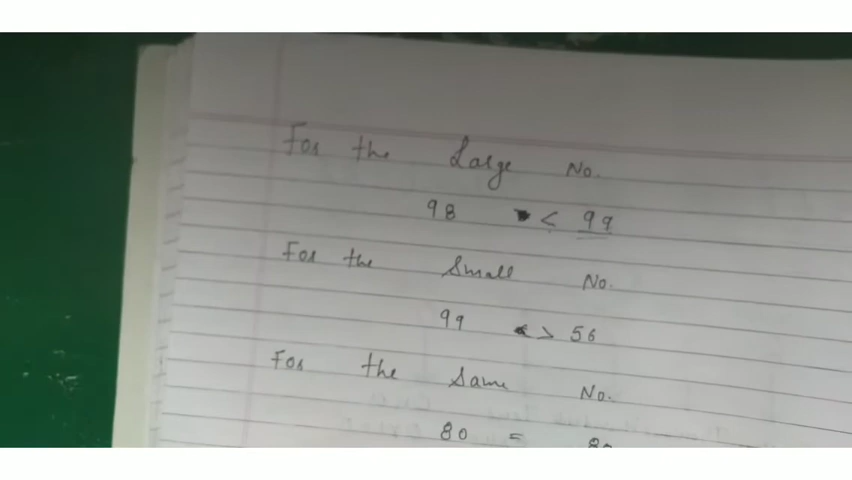 For the Large No.
98 < 99
For the Small No.
99 > 56
For the Same No.
80 =